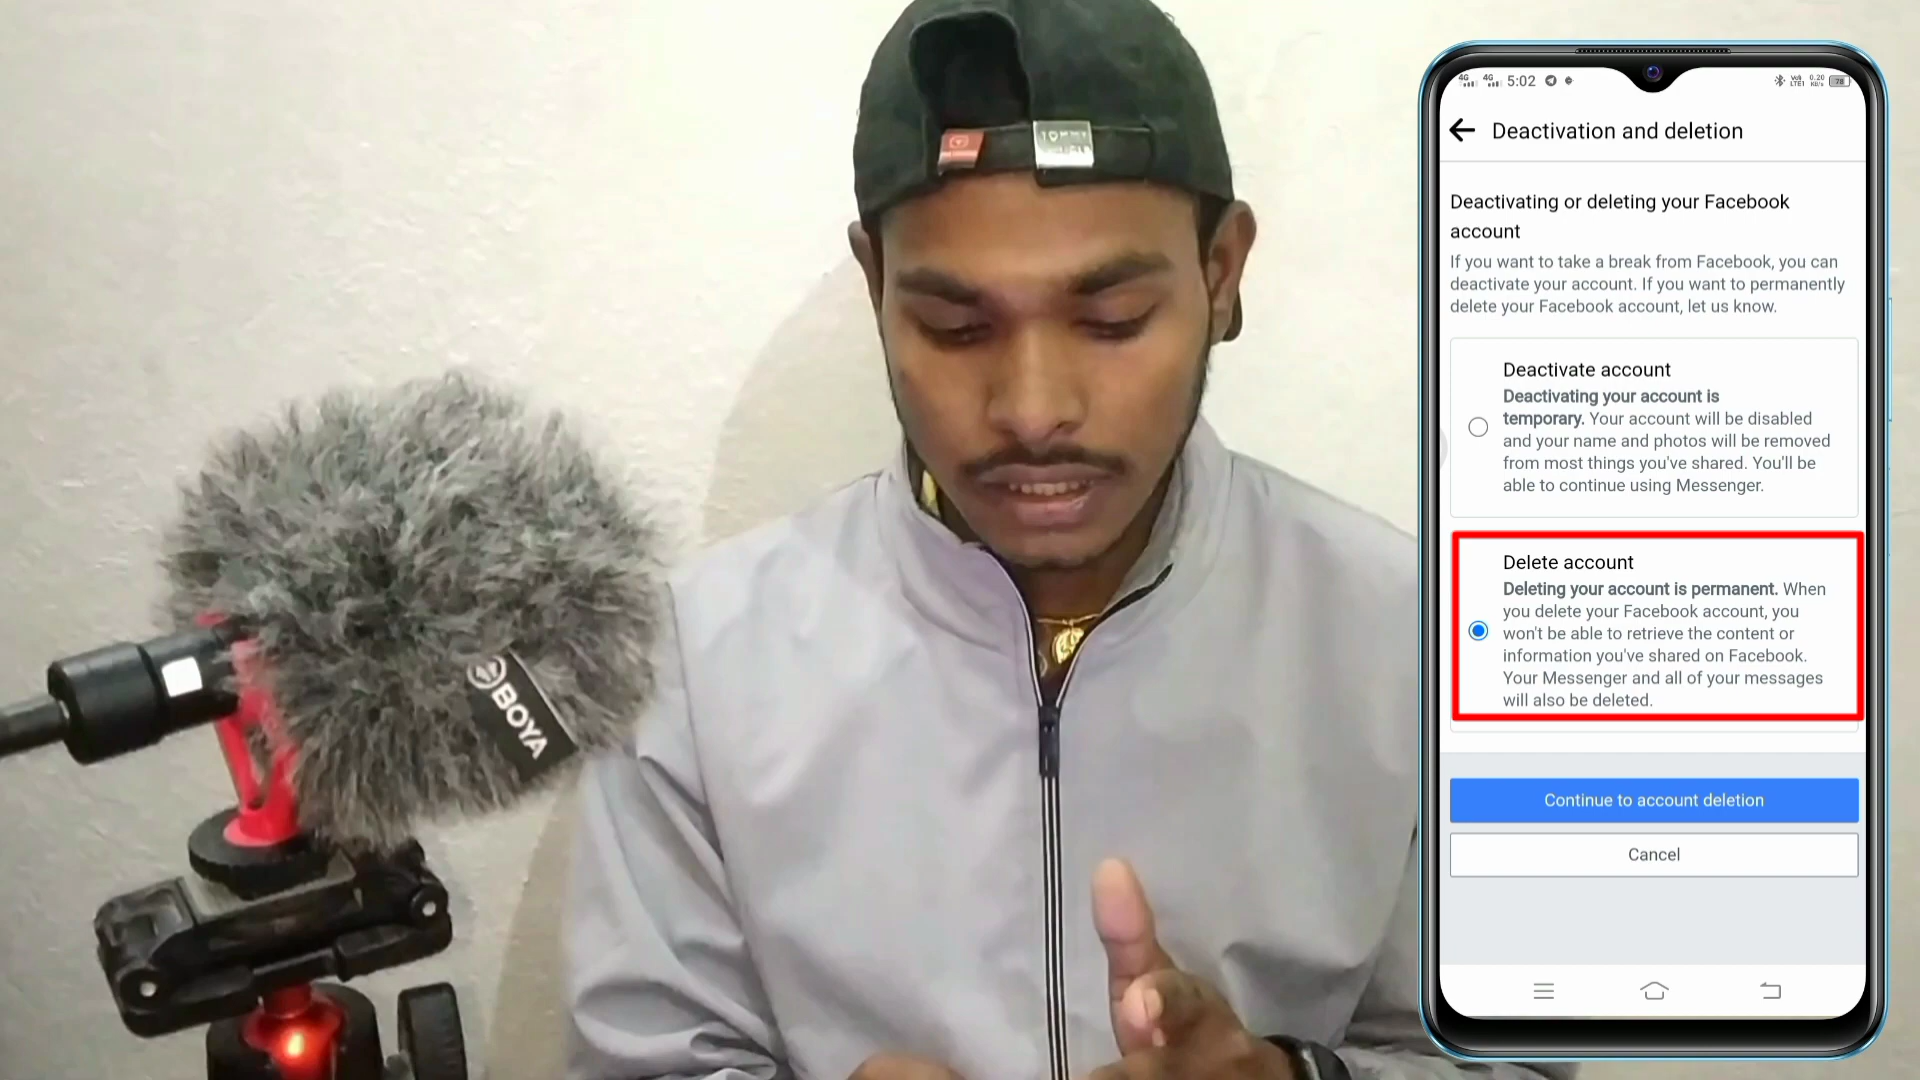 BOYA
4G 4G 5:02
78
Deactivation and deletion
Deactivating or deleting your Facebook
account
If you want to take a break from Facebook, you can
deactivate your account. If you want to permanently
delete your Facebook account, let us know.
Deactivate account
Deactivating your account is
temporary. Your account will be disabled
and your name and photos will be removed
from most things you've shared. You'll be
able to continue using Messenger.
Delete account
Deleting your account is permanent. When
you delete your Facebook account, you
won't be able to retrieve the content or
information you've shared on Facebook.
Your Messenger and all of your messages
will also be deleted.
Continue to account deletion
Cancel